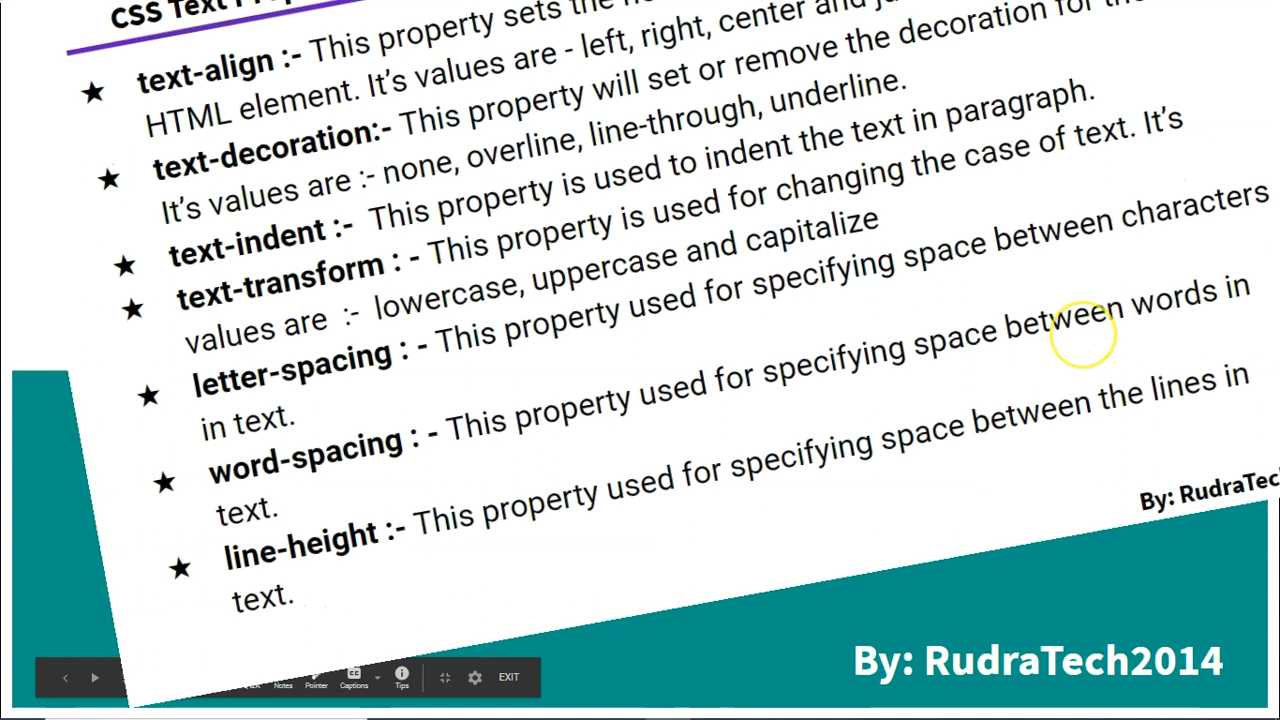 CSS Text
★ text-align :- This property sets the
HTML element. It’s values are - left, right, center and
★ text-decoration:- This property will set or remove the decoration for the
It’s values are :- none, overline, line-through, underline.
★ text-indent :- This property is used to indent the text in paragraph.
★ text-transform : - This property is used for changing the case of text. It’s
values are :- lowercase, uppercase and capitalize
★ letter-spacing : - This property used for specifying space between characters
in text.
★ word-spacing : - This property used for specifying space between words in
text.
★ line-height :- This property used for specifying space between the lines in
text.
By: RudraTec
By: RudraTech2014
Notes Pointer Captions Tips EXIT